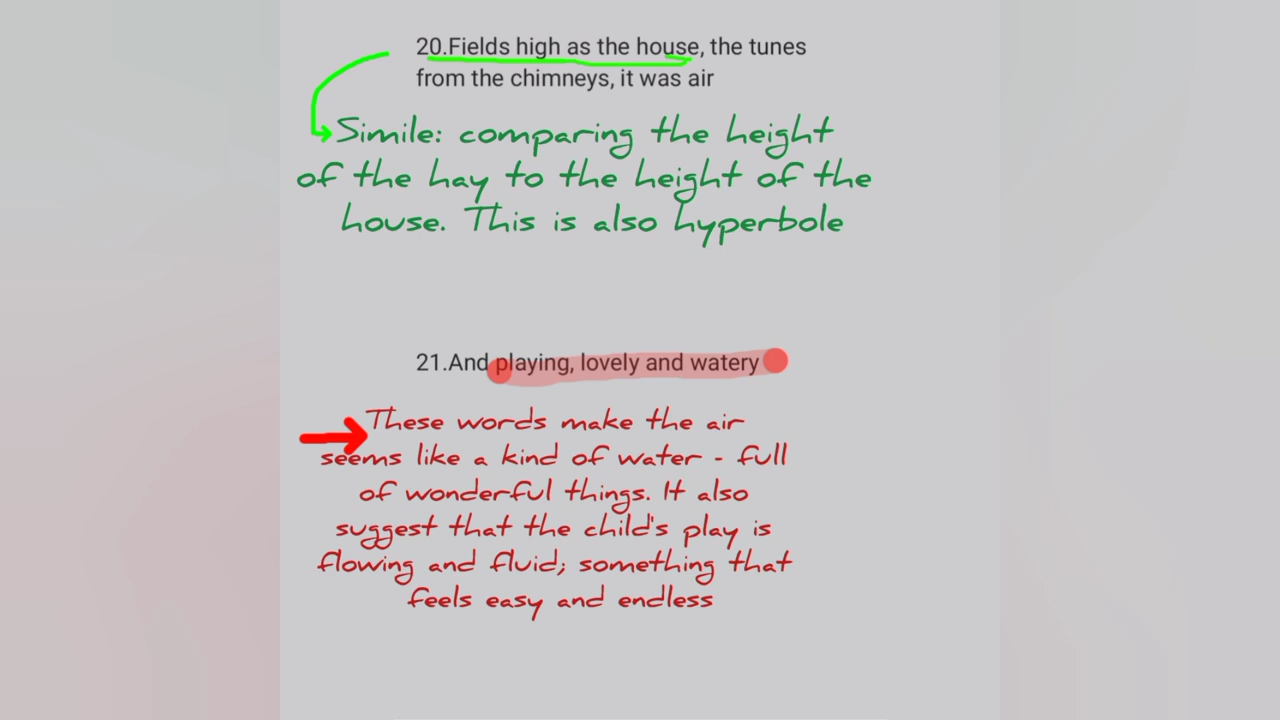 20.Fields high as the house, the tunes
from the chimneys, it was air
Simile: comparing the height
of the hay to the height of the
house. This is also hyperbole
21.And playing, lovely and watery
These words make the air
seems like a kind of water - full
of wonderful things. It also
suggest that the child's play is
flowing and fluid; something that
feels easy and endless